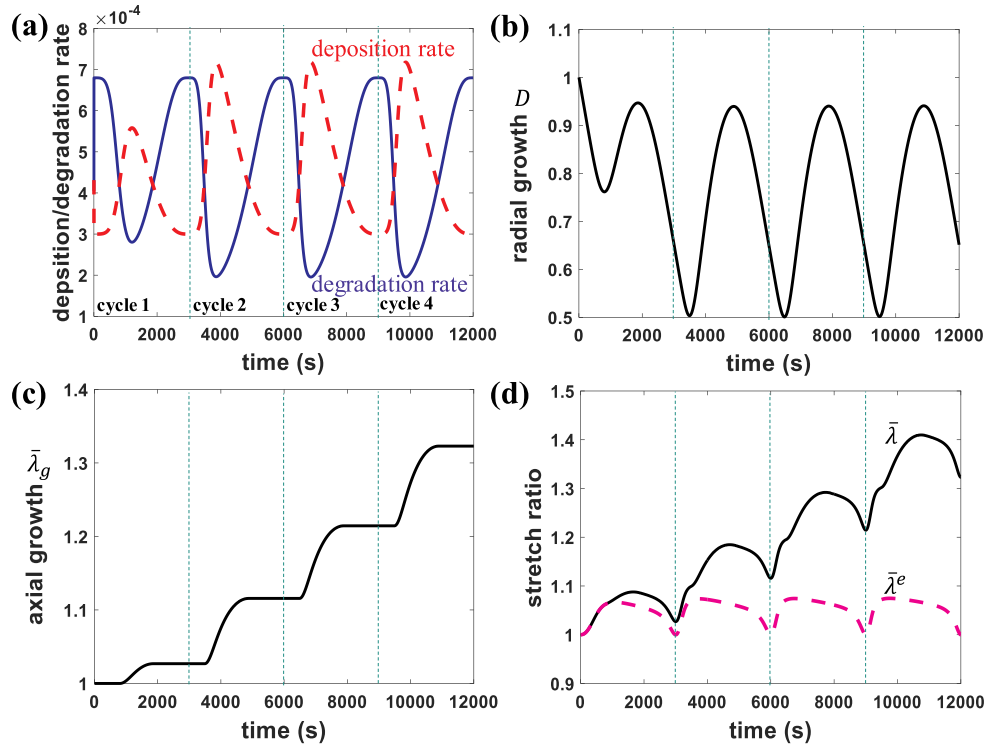 (a)
×10⁻⁴
depsition/degradation rate
8
7
6
5
4
3
2
1
deposition rate
degradation rate
cycle 1
cycle 2
cycle 3
cycle 4
0 2000 4000 6000 8000 10000 12000
time (s)
(b)
radial growth D
1.1
1
0.9
0.8
0.7
0.6
0.5
0 2000 4000 6000 8000 10000 12000
time (s)
(c)
axial growth λ̄g
1.4
1.3
1.2
1.1
1
0 2000 4000 6000 8000 10000 12000
time (s)
(d)
stretch ratio
1.5
1.4
1.3
1.2
1.1
1
0.9
λ̄
λ̄ᵉ
0 2000 4000 6000 8000 10000 12000
time (s)